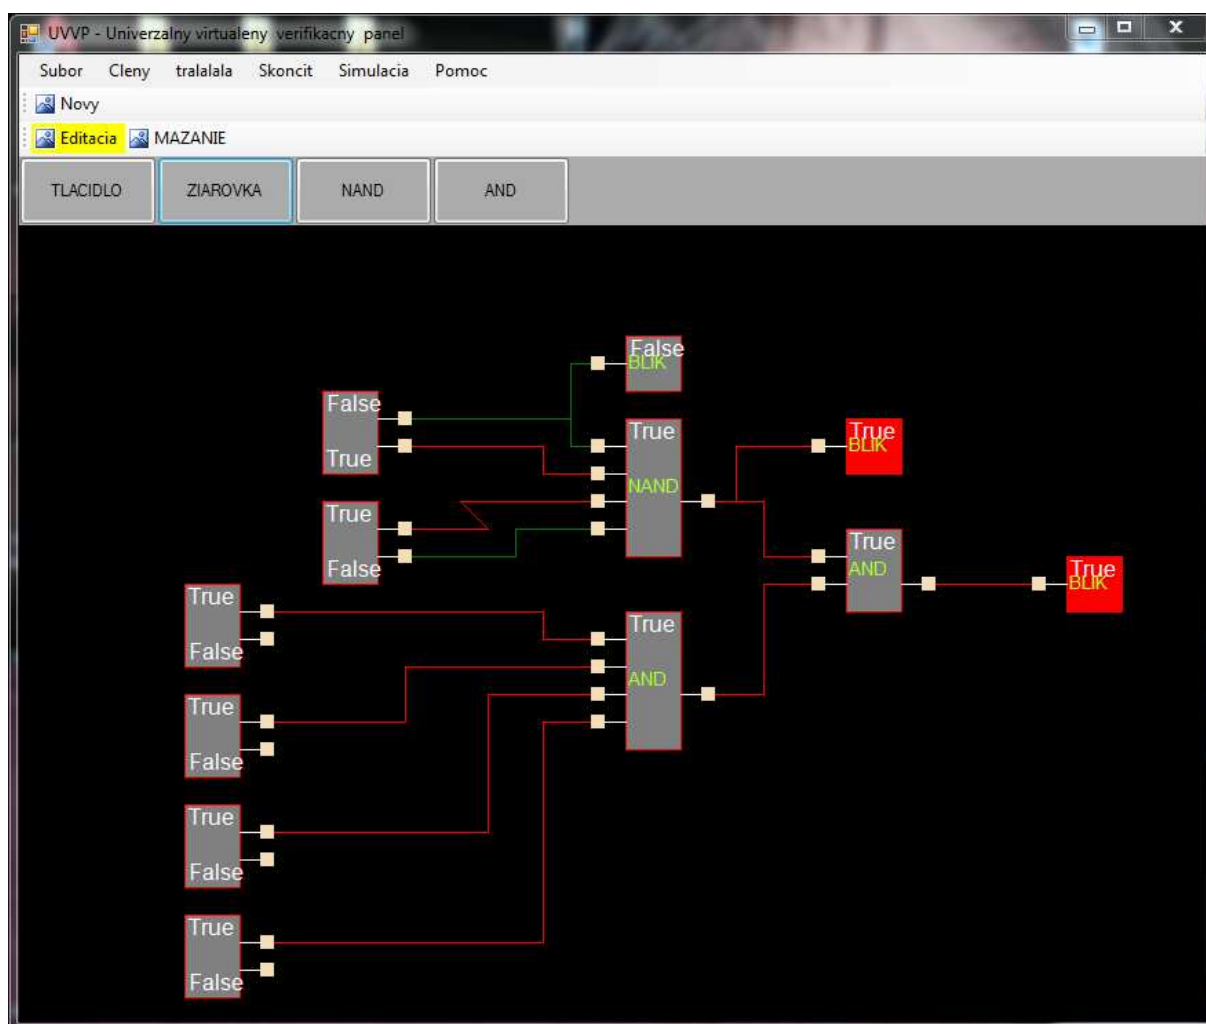 UVVP - Univerzalny virtualeny verifikacny panel
Subor Cleny tralalala Skoncit Simulacia Pomoc
Novy
Editacia MAZANIE
TLACIDLO ZIAROVKA NAND AND
False
BLIK
False
True
True
BLIK
True
NAND
True
False
True
AND
True
BLIK
True
False
True
AND
True
False
True
False
True
False